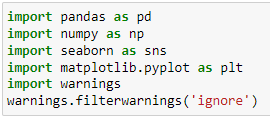 import pandas as pd
import numpy as np
import seaborn as sns
import matplotlib.pyplot as plt
import warnings
warnings.filterwarnings('ignore')